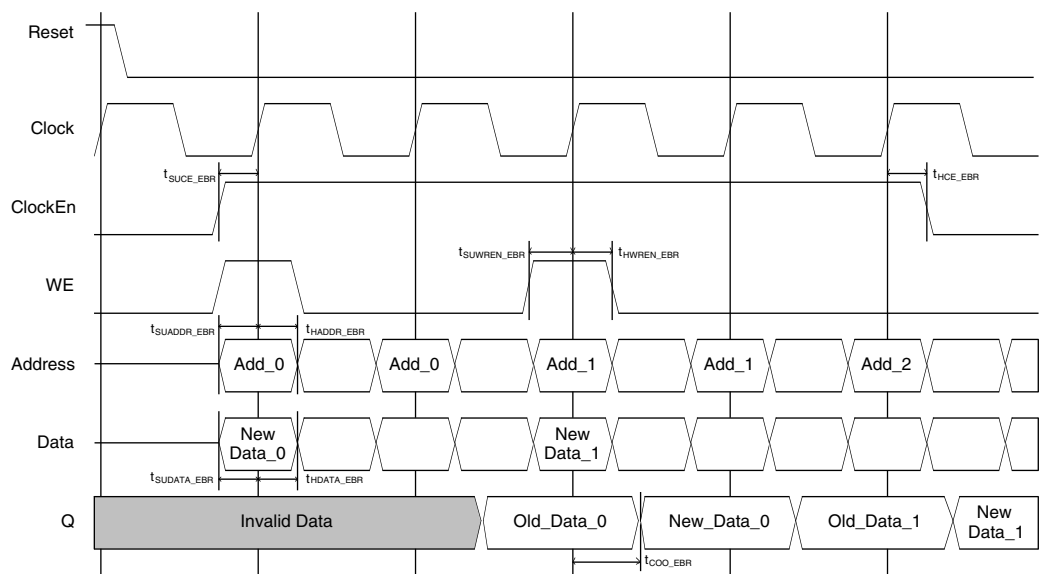 Reset
Clock
tSUCE_EBR
tHCE_EBR
ClockEn
tSUWREN_EBR
tHWREN_EBR
WE
tSUADDR_EBR
tHADDR_EBR
Address
Add_0
Add_0
Add_1
Add_1
Add_2
Data
New
Data_0
New
Data_1
tSUDATA_EBR
tHDATA_EBR
Q
Invalid Data
Old_Data_0
New_Data_0
Old_Data_1
New
Data_1
tCOO_EBR